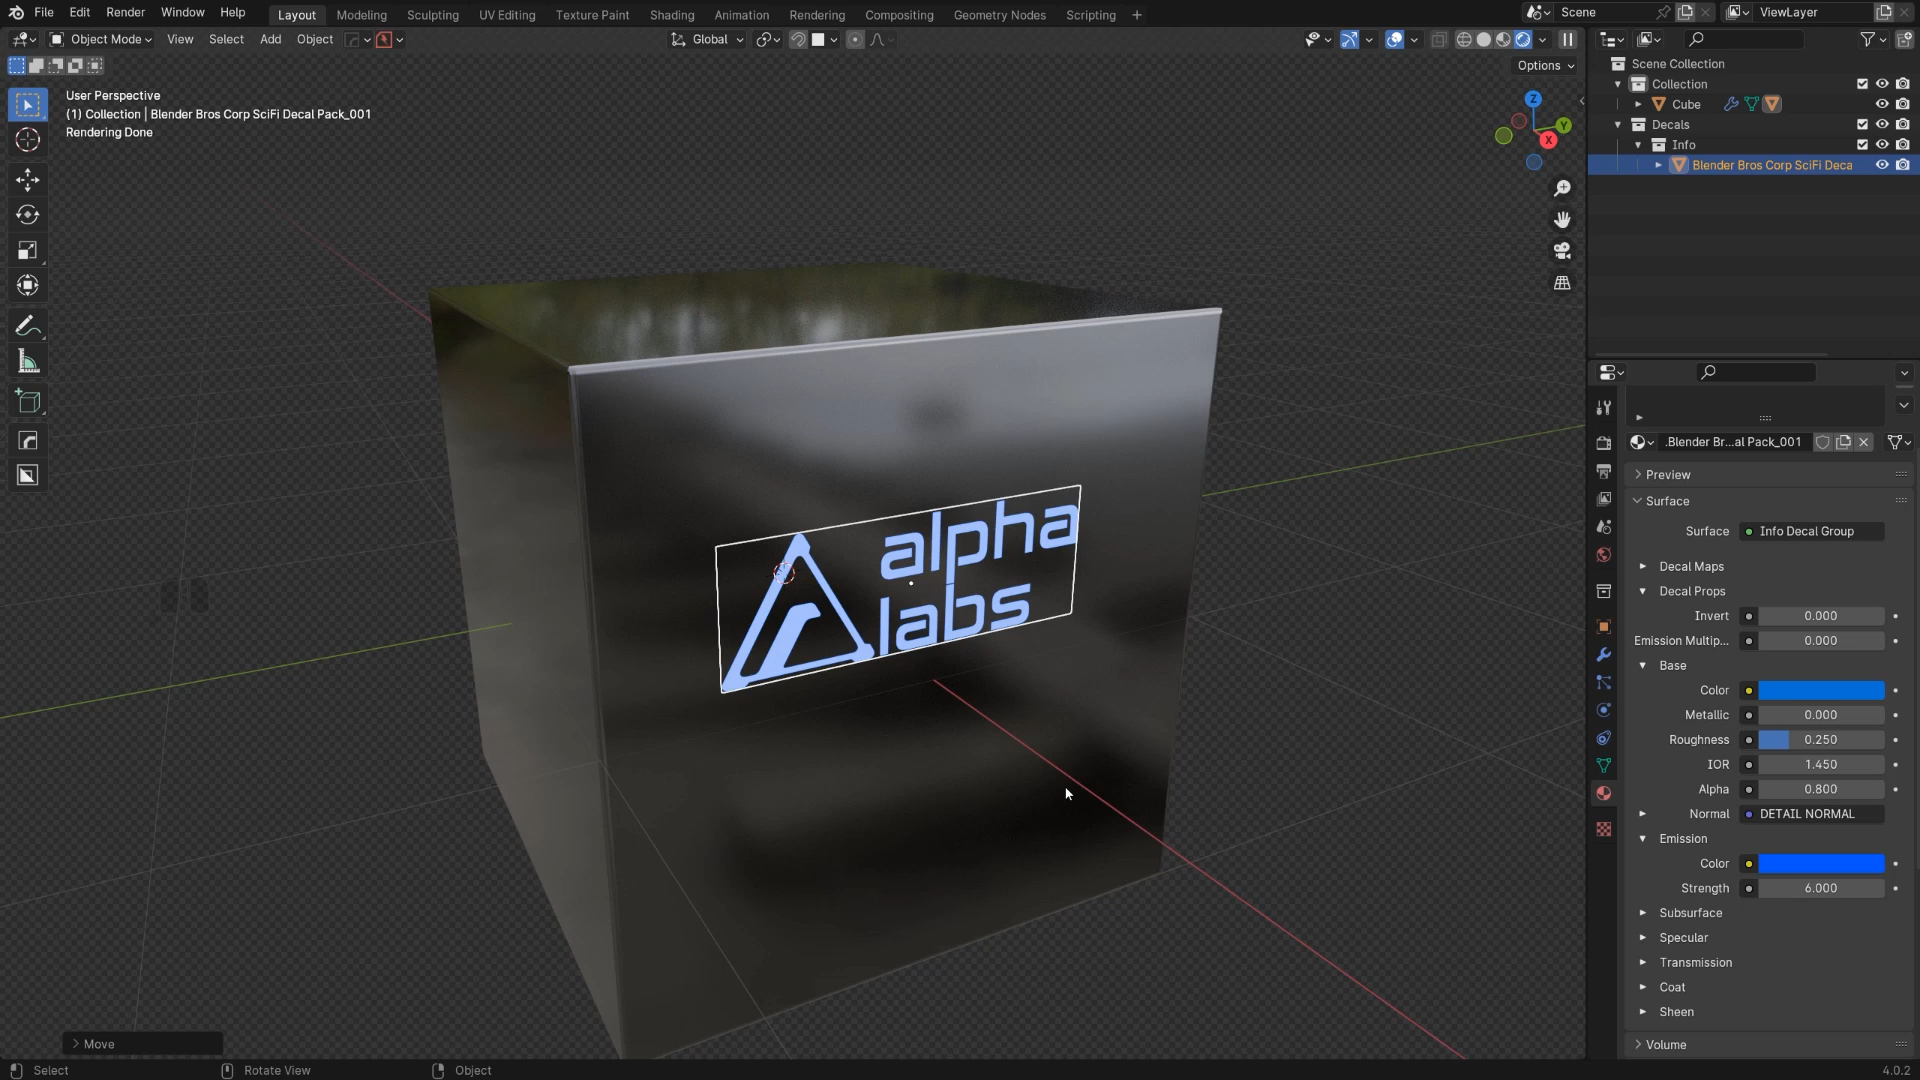 File Edit Render Window Help Layout Modeling Sculpting UV Editing Texture Paint Shading Animation Rendering Compositing Geometry Nodes Scripting + Scene ViewLayer
Object Mode View Select Add Object Global
Options
User Perspective
(1) Collection | Blender Bros Corp SciFi Decal Pack_001
Rendering Done
Z
Y
X
alpha
labs
> Move
Select Rotate View Object 4.0.2
Scene Collection
Collection
Cube
Decals
Info
Blender Bros Corp SciFi Deca
.Blender Br...al Pack_001
Preview
Surface
Surface Info Decal Group
Decal Maps
Decal Props
Invert 0.000
Emission Multip... 0.000
Base
Color
Metallic 0.000
Roughness 0.250
IOR 1.450
Alpha 0.800
Normal DETAIL NORMAL
Emission
Color
Strength 6.000
Subsurface
Specular
Transmission
Coat
Sheen
Volume